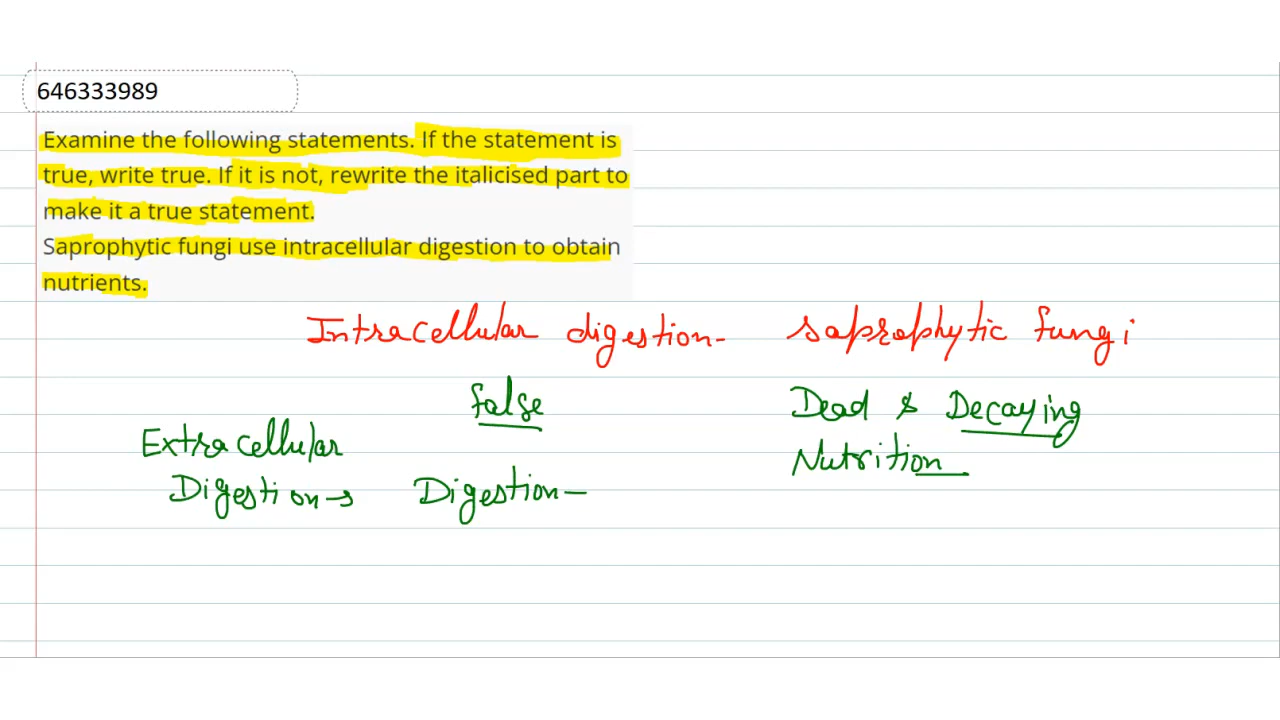 646333989
Examine the following statements. If the statement is
true, write true. If it is not, rewrite the italicised part to
make it a true statement.
Saprophytic fungi use intracellular digestion to obtain
nutrients.
Intracellular digestion- saprophytic fungi
false Dead & Decaying
Extracellular Nutrition
Digestion→ Digestion—